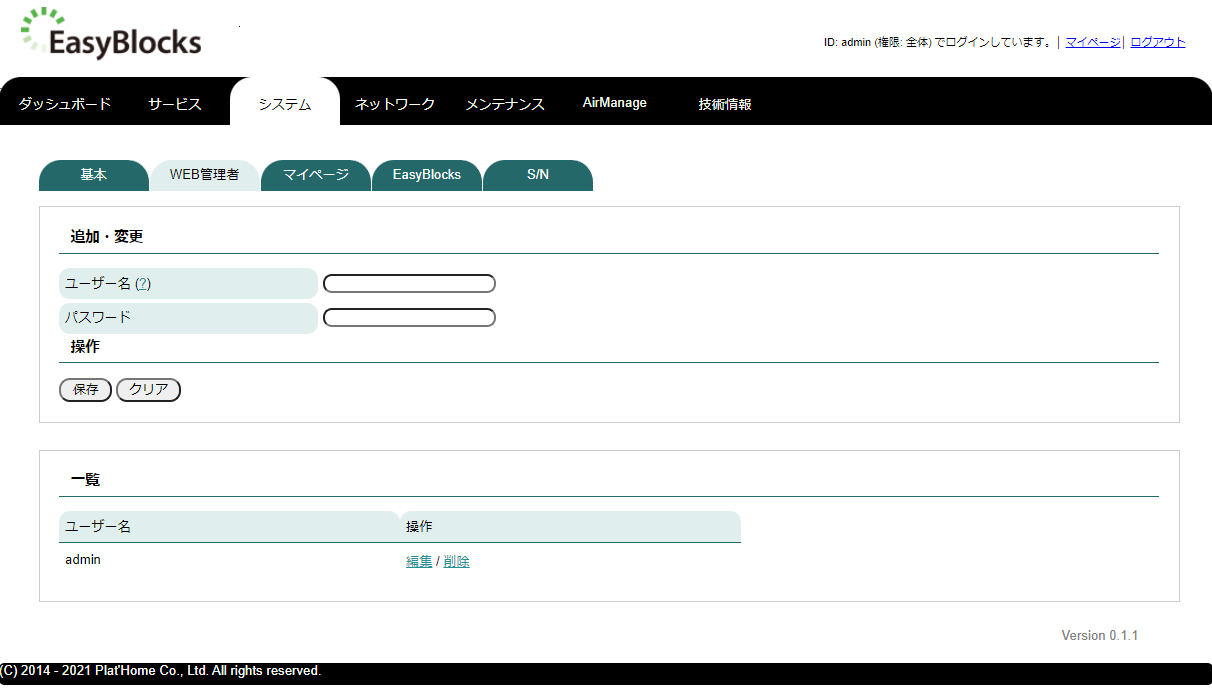 EasyBlocks
ID: admin (権限: 全体) でログインしています。 | マイページ | ログアウト
ダッシュボード サービス システム ネットワーク メンテナンス AirManage 技術情報
基本 WEB管理者 マイページ EasyBlocks S/N
追加・変更
ユーザー名 (?)
パスワード
操作
保存 クリア
一覧
ユーザー名 操作
admin 編集 / 削除
Version 0.1.1
(C) 2014 - 2021 Plat'Home Co., Ltd. All rights reserved.